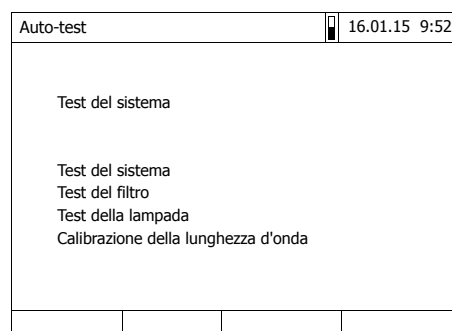 Auto-test 16.01.15 9:52
Test del sistema
Test del sistema
Test del filtro
Test della lampada
Calibrazione della lunghezza d'onda